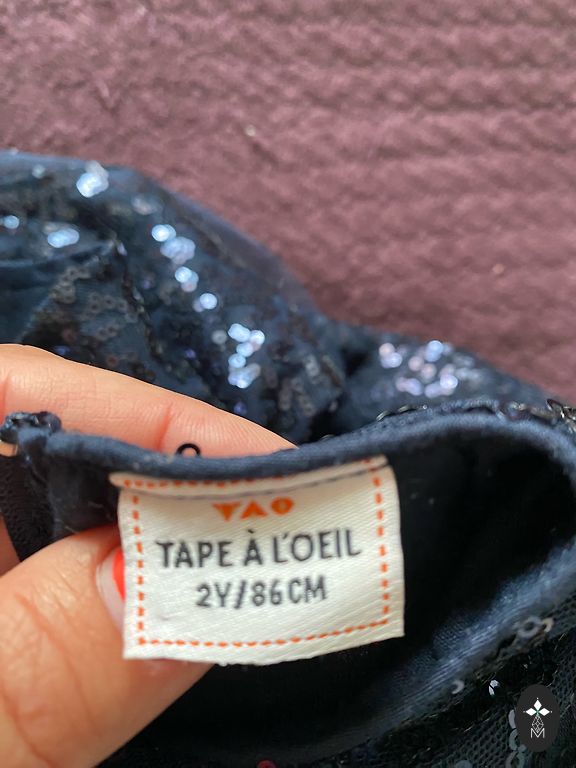 TAO
TAPE À L'OEIL
2Y/86CM
M